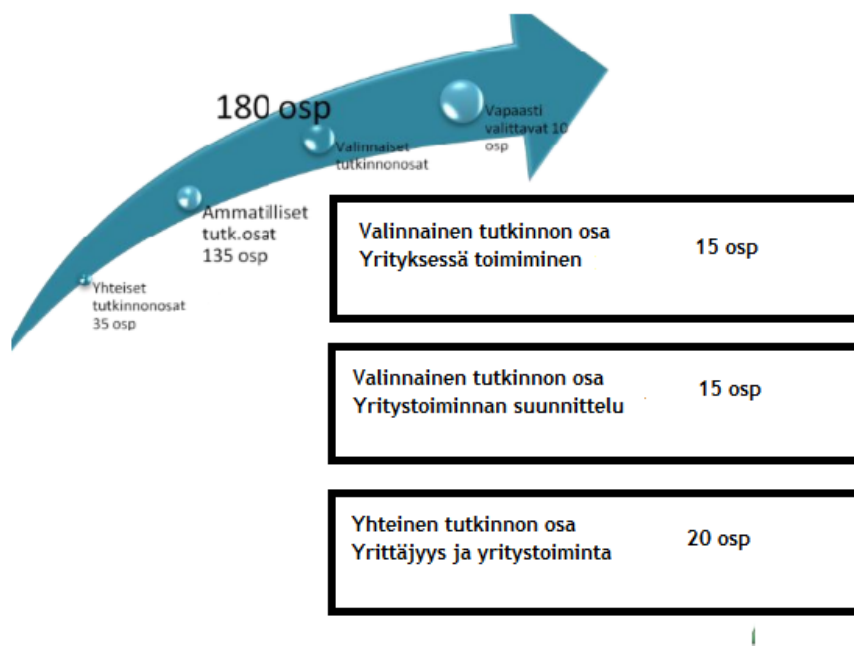 180 osp
Vapaasti
valittavat 10
osp
Valinnaiset
tutkinnonosat
Ammatilliset
tutk.osat
135 osp
Yhteiset
tutkinnonosat
35 osp
Valinnainen tutkinnon osa
Yrityksessä toimiminen
15 osp
Valinnainen tutkinnon osa
Yritystoiminnan suunnittelu
15 osp
Yhteinen tutkinnon osa
Yrittäjyys ja yritystoiminta
20 osp